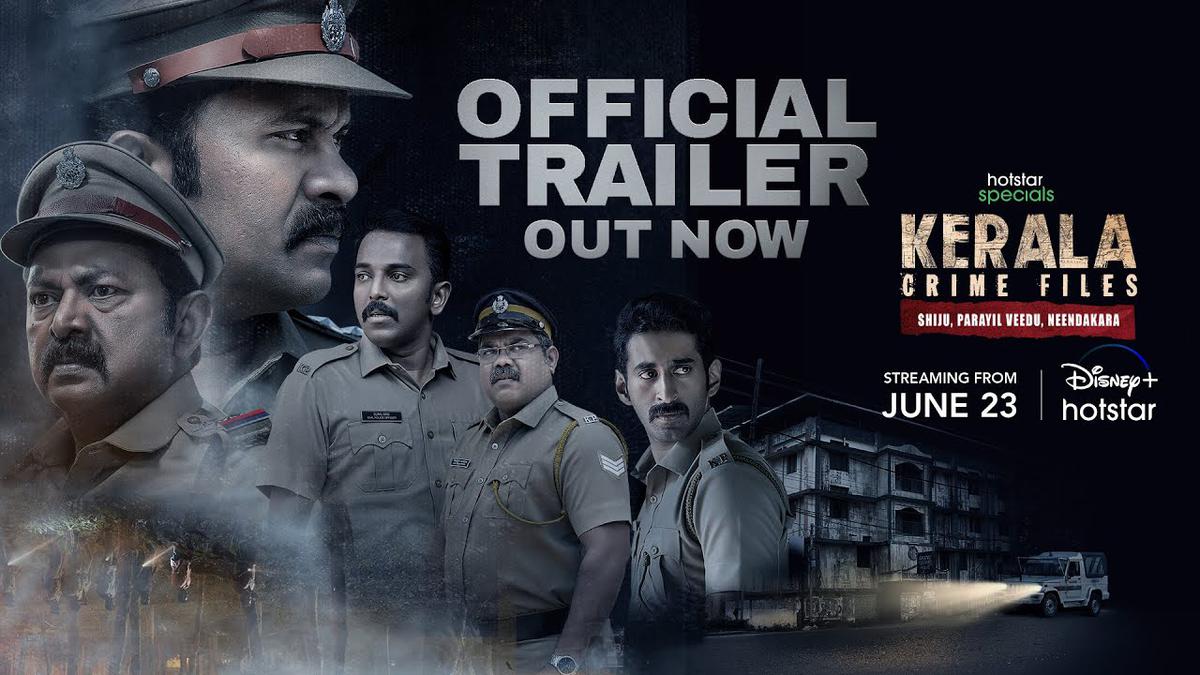 OFFICIAL
TRAILER
OUT NOW
hotstar
specials
KERALA
CRIME FILES
SHIJU, PARAYIL VEEDU, NEENDAKARA
STREAMING FROM
JUNE 23
Disney+
hotstar